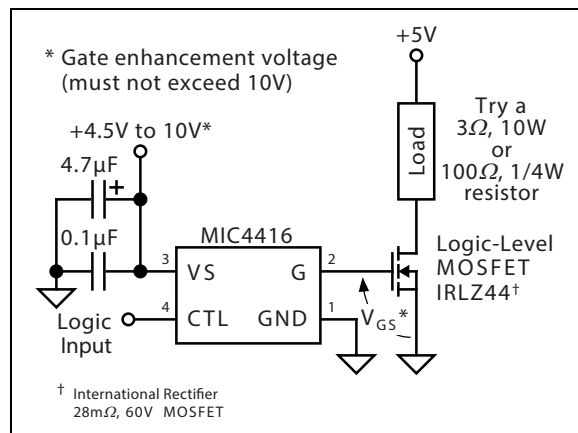 +5V
* Gate enhancement voltage
(must not exceed 10V)
+4.5V to 10V*
4.7µF
+
0.1µF
Load
Try a
3Ω, 10W
or
100Ω, 1/4W
resistor
MIC4416
3
VS
G
2
4
CTL
GND
1
Logic
Input
VGS*
Logic-Level
MOSFET
IRLZ44†
† International Rectifier
28mΩ, 60V MOSFET